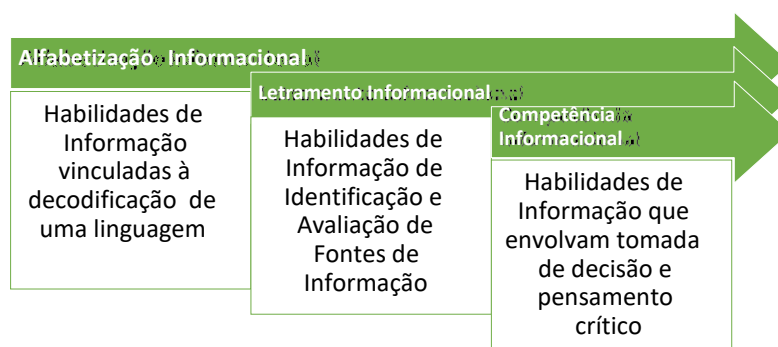 Alfabetização Informacional
Habilidades de
Informação
vinculadas à
decodificação de
uma linguagem
Letramento Informacional
Habilidades de
Informação de
Identificação e
Avaliação de
Fontes de
Informação
Competência
Informacional
Habilidades de
Informação que
envolvam tomada
de decisão e
pensamento
crítico